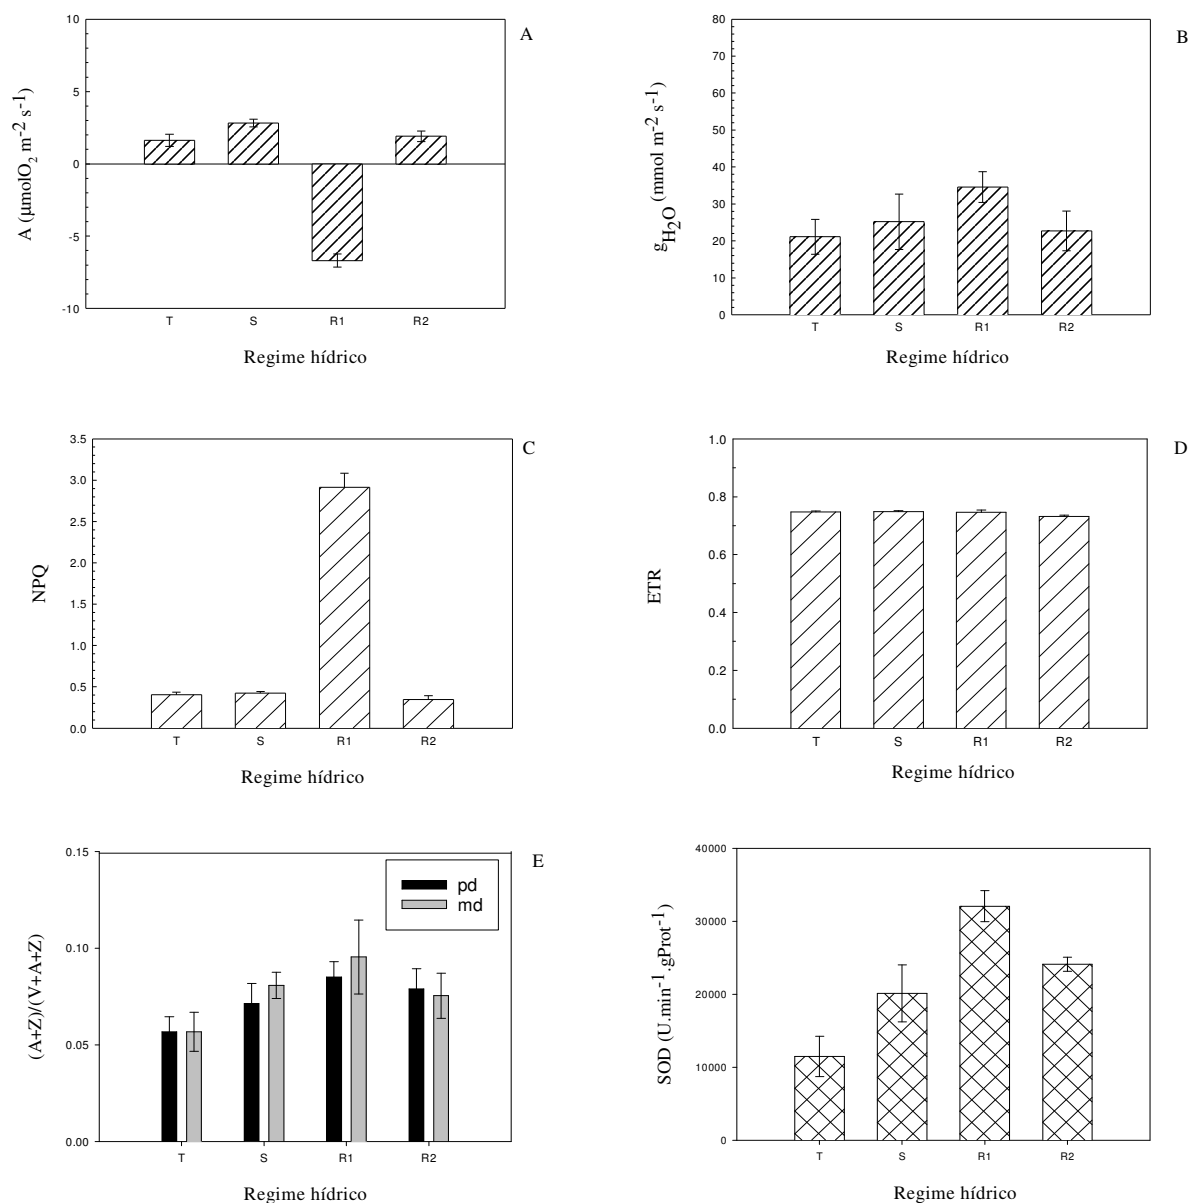 A
10
5
0
-5
-10
A (µmolO2 m-2 s-1)
T S R1 R2
Regime hídrico
B
80
70
60
50
40
30
20
10
0
gH2O (mmol m-2 s-1)
T S R1 R2
Regime hídrico
C
3.5
3.0
2.5
2.0
1.5
1.0
0.5
0.0
NPQ
T S R1 R2
Regime hídrico
D
1.0
0.8
0.6
0.4
0.2
0.0
ETR
T S R1 R2
Regime hídrico
E
0.15
0.10
0.05
0.00
(A+Z)/(V+A+Z)
pd
md
T S R1 R2
Regime hídrico
40000
30000
20000
10000
0
SOD (U.min-1.gProt-1)
T S R1 R2
Regime hídrico